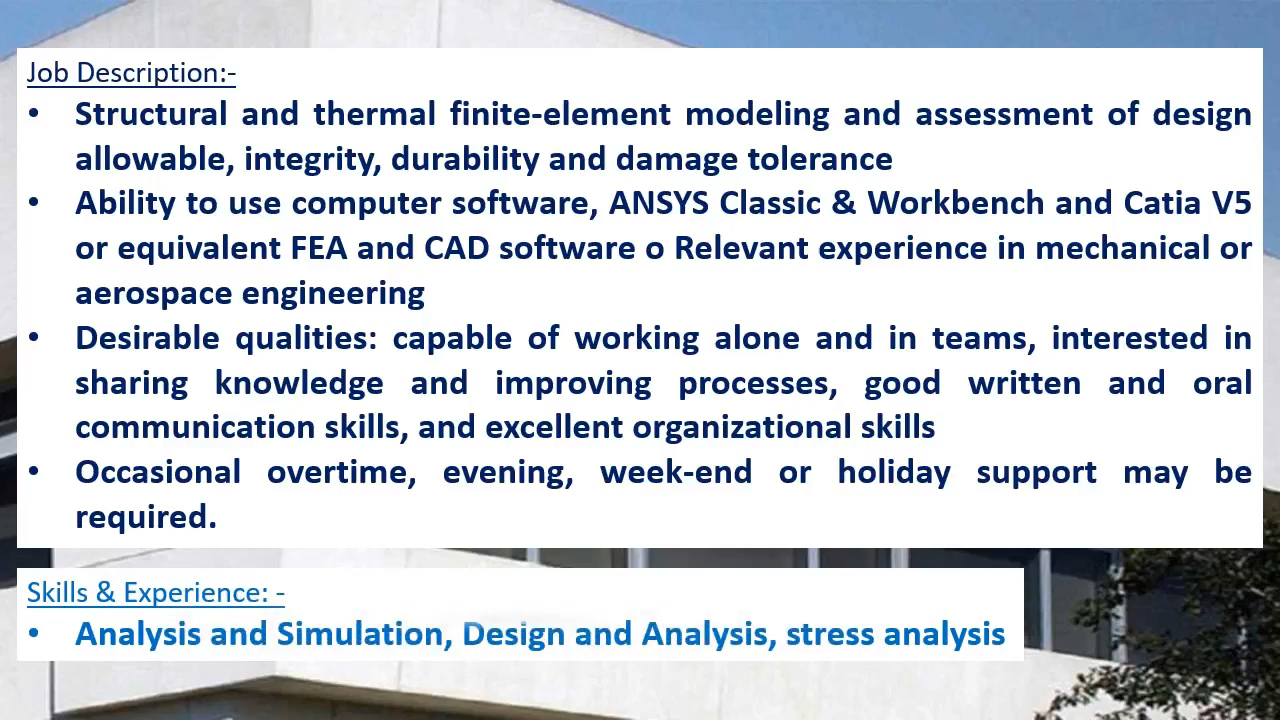 Job Description:-
• Structural and thermal finite-element modeling and assessment of design
allowable, integrity, durability and damage tolerance
• Ability to use computer software, ANSYS Classic & Workbench and Catia V5
or equivalent FEA and CAD software o Relevant experience in mechanical or
aerospace engineering
• Desirable qualities: capable of working alone and in teams, interested in
sharing knowledge and improving processes, good written and oral
communication skills, and excellent organizational skills
• Occasional overtime, evening, week-end or holiday support may be
required.
Skills & Experience: -
• Analysis and Simulation, Design and Analysis, stress analysis